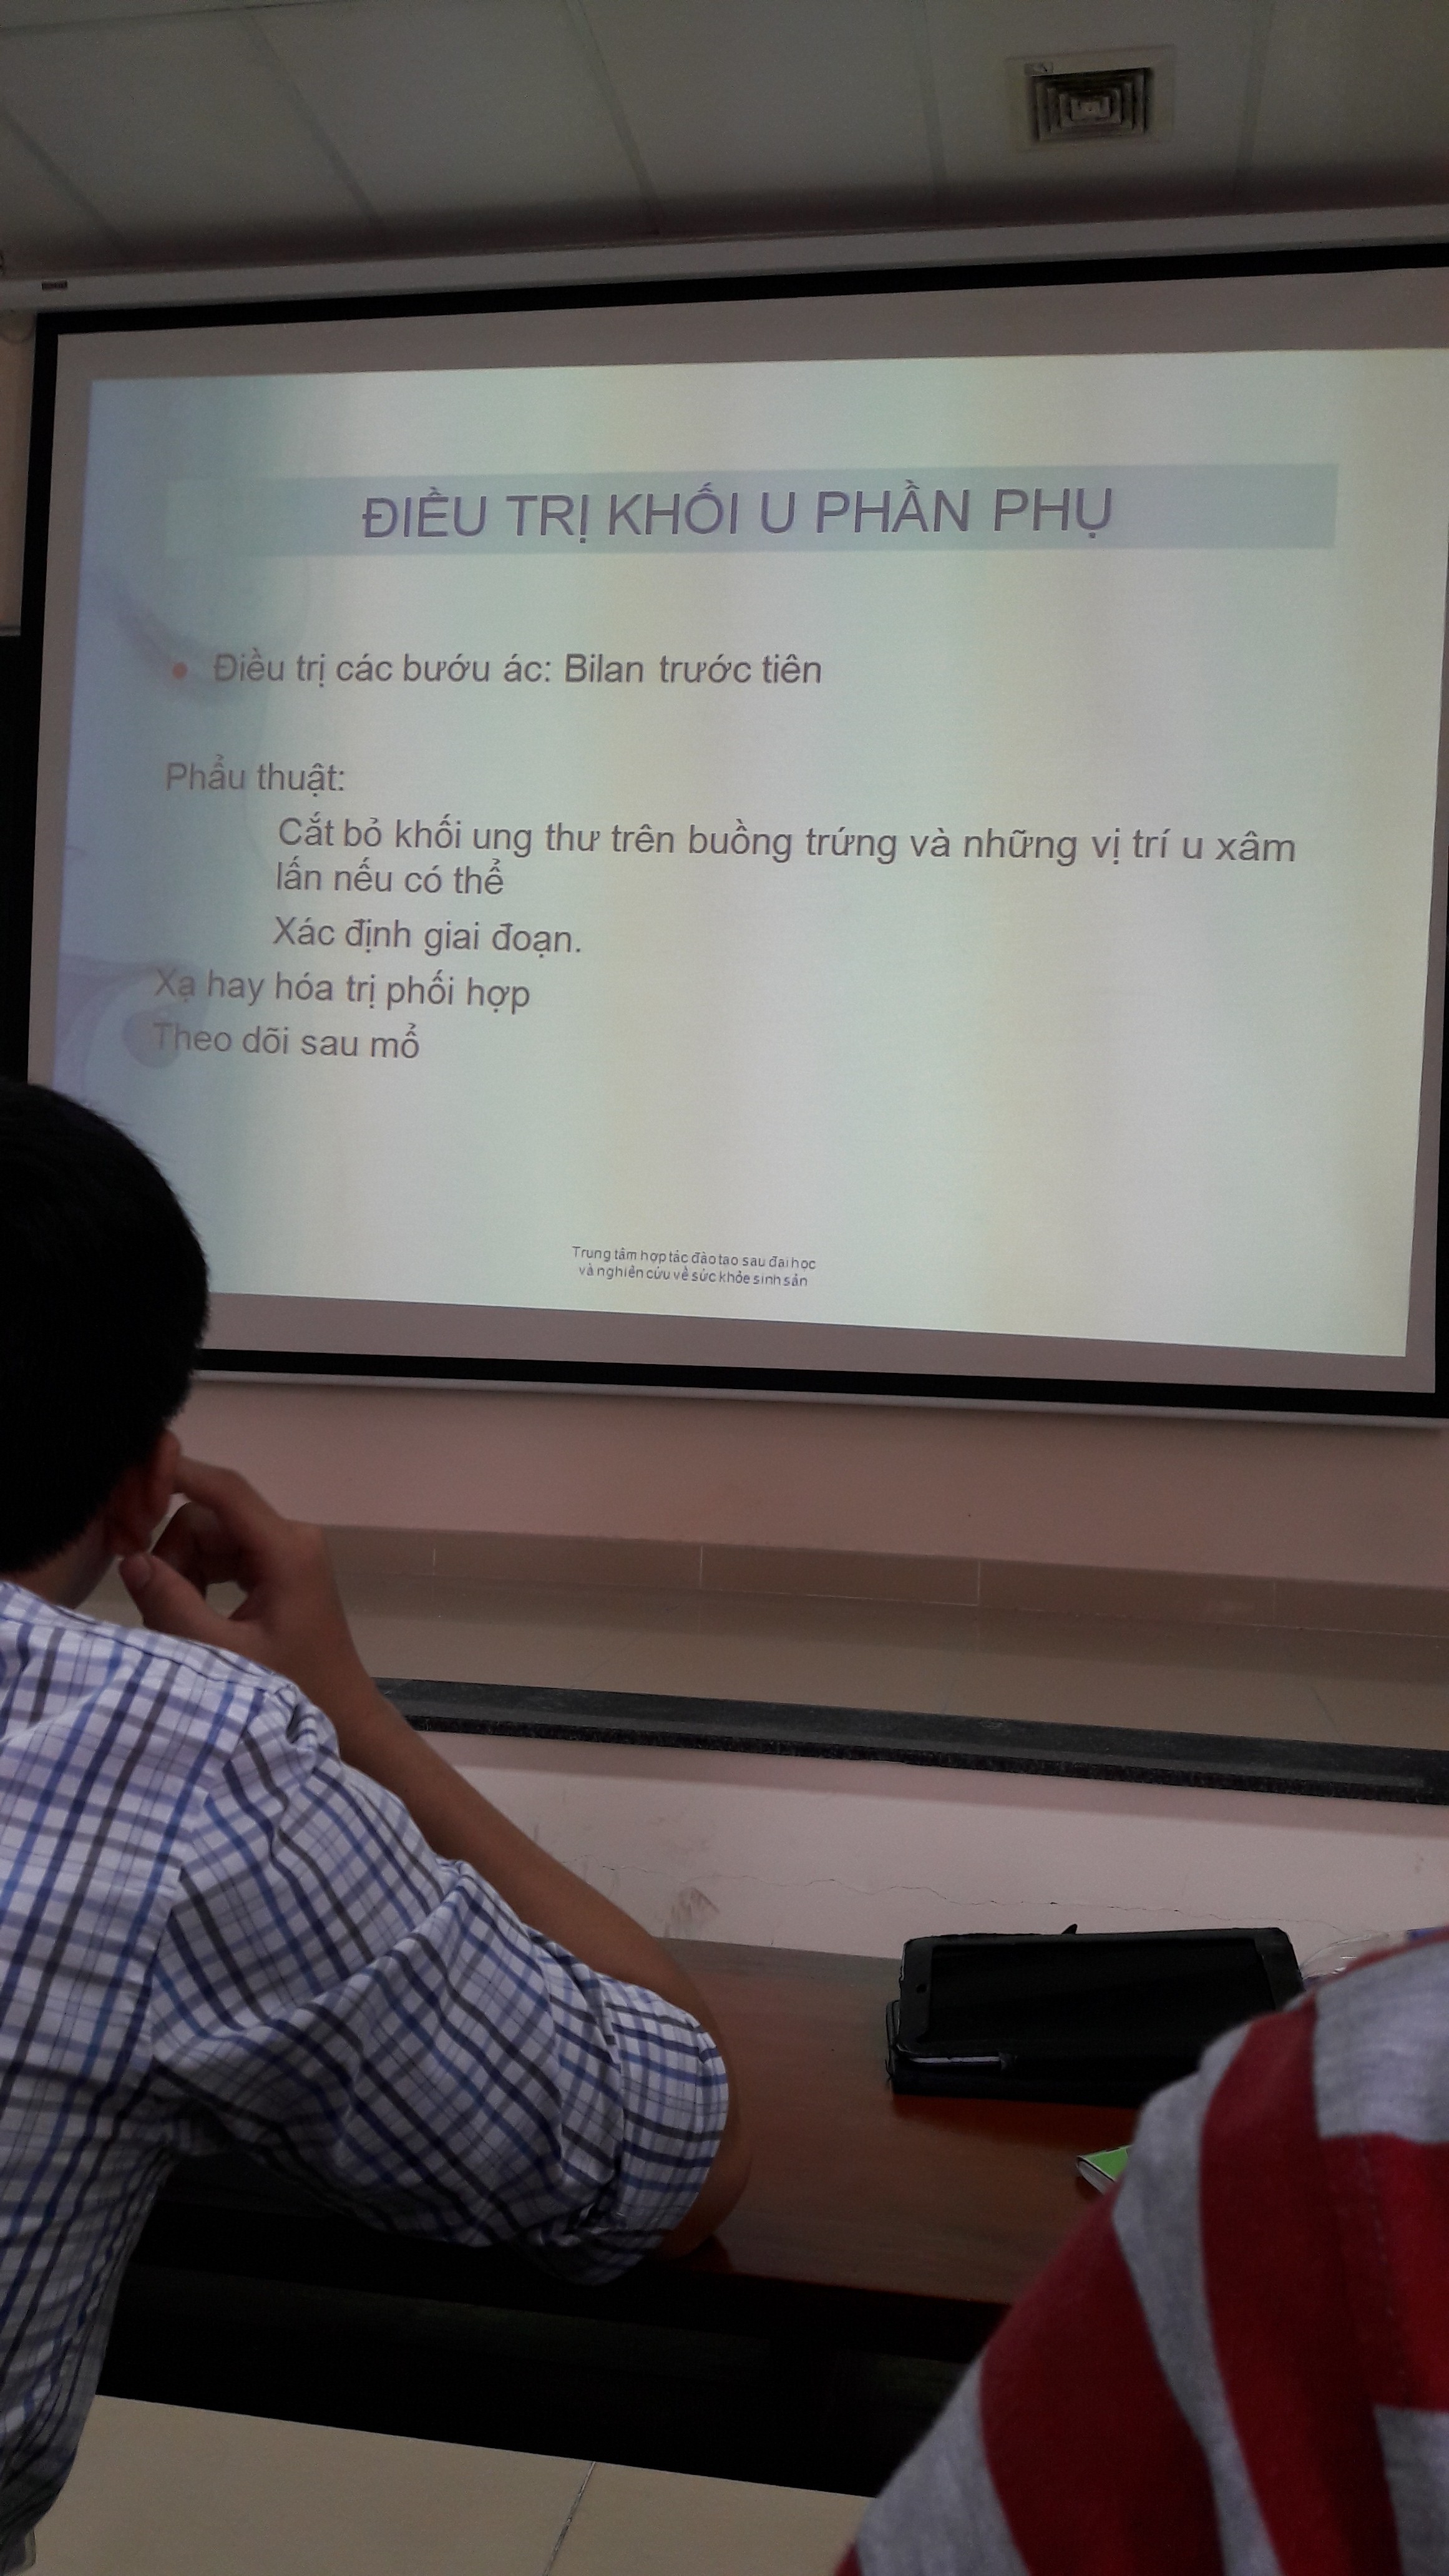 ĐIỀU TRỊ KHỐI U PHẦN PHỤ
Điều trị các bướu ác: Bilan trước tiên
Phẩu thuật:
Cắt bỏ khối ung thư trên buồng trứng và những vị trí u xâm
lấn nếu có thể
Xác định giai đoạn.
Xạ hay hóa trị phối hợp
Theo dõi sau mổ
Trung tâm hợp tác đào tạo sau đại học
và nghiên cứu về sức khỏe sinh sản